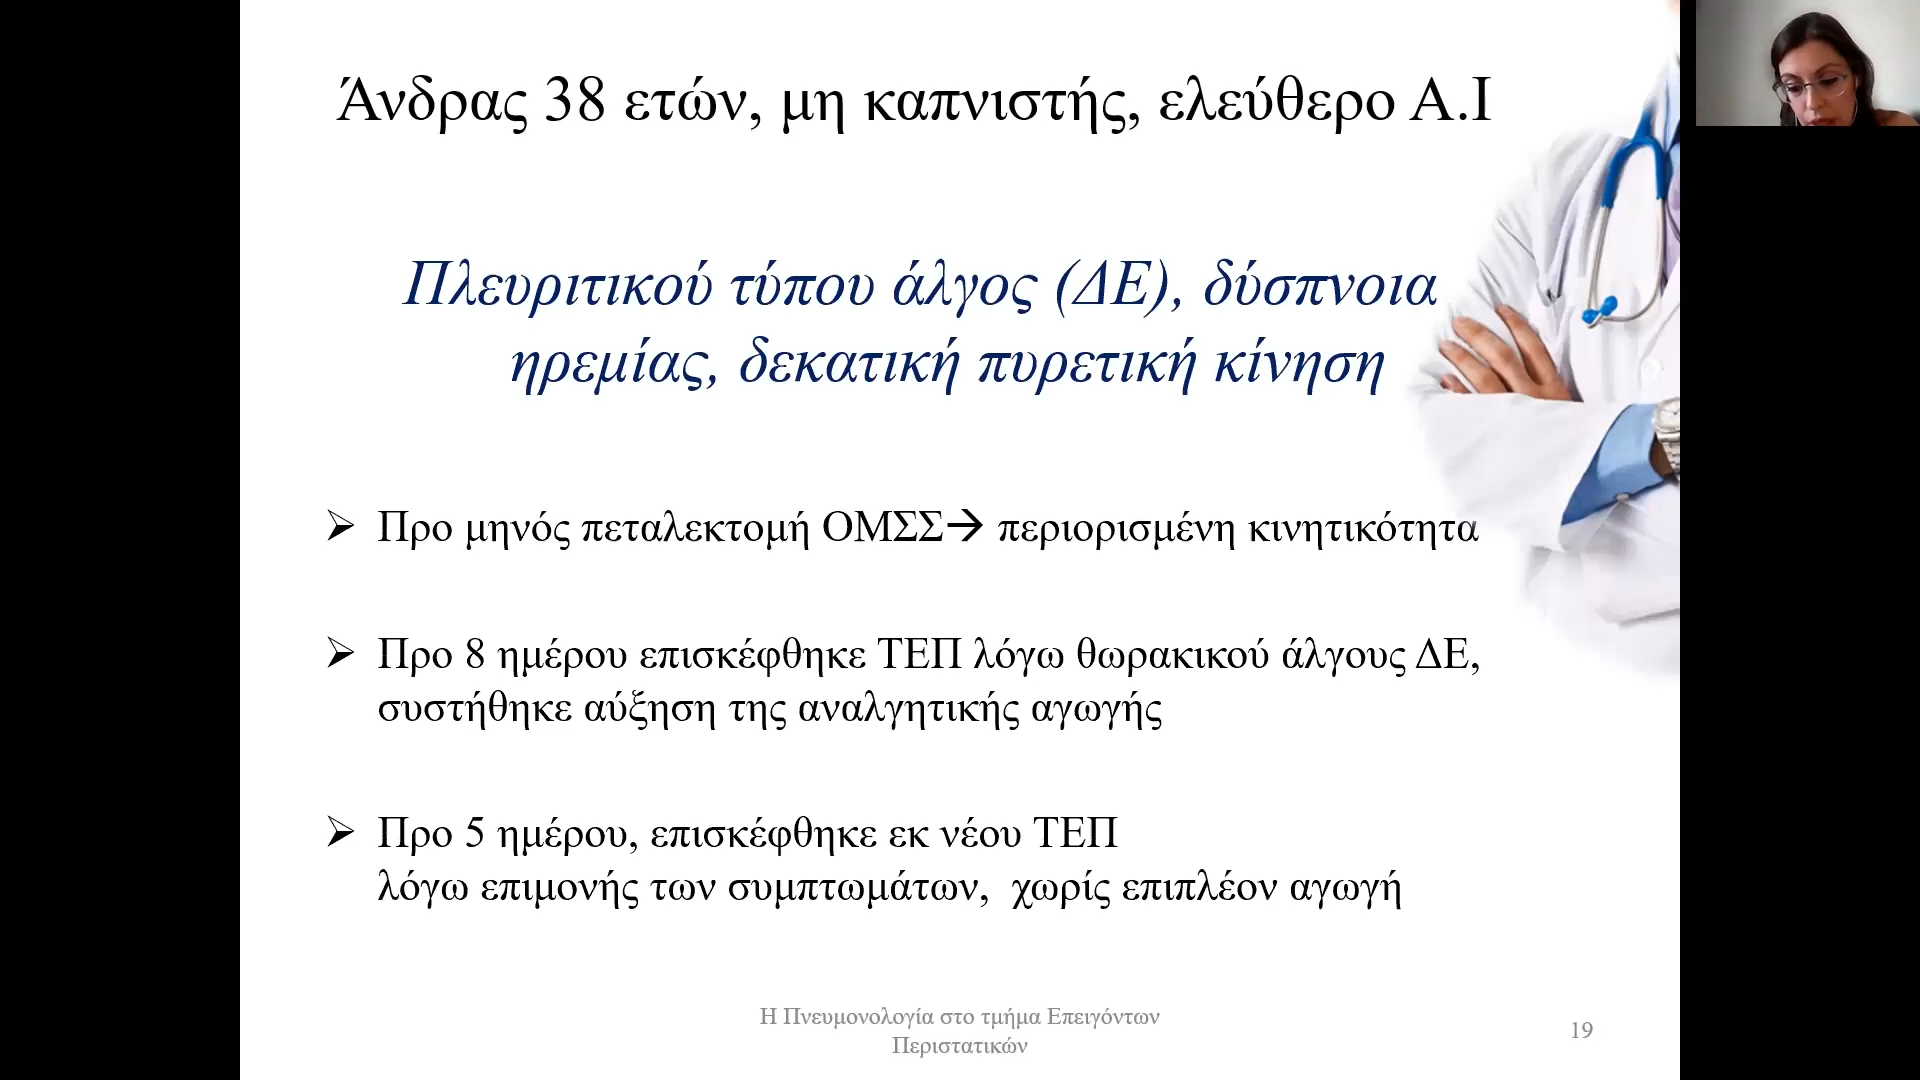 Άνδρας 38 ετών, μη καπνιστής, ελεύθερο Α.Ι
Πλευριτικού τύπου άλγος (ΔΕ), δύσπνοια
ηρεμίας, δεκατική πυρετική κίνηση
➢ Προ μηνός πεταλεκτομή ΟΜΣΣ→ περιορισμένη κινητικότητα
➢ Προ 8 ημέρου επισκέφθηκε ΤΕΠ λόγω θωρακικού άλγους ΔΕ,
συστήθηκε αύξηση της αναλγητικής αγωγής
➢ Προ 5 ημέρου, επισκέφθηκε εκ νέου ΤΕΠ
λόγω επιμονής των συμπτωμάτων, χωρίς επιπλέον αγωγή
Η Πνευμονολογία στο τμήμα Επειγόντων
Περιστατικών
19